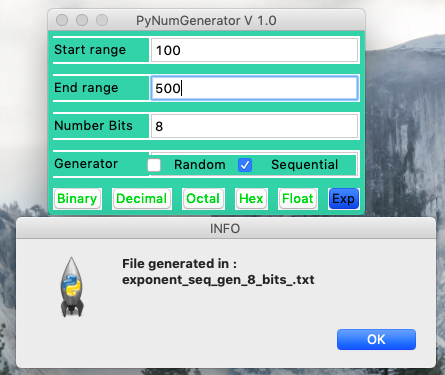 PyNumGenerator V 1.0
Start range 100
End range 500
Number Bits 8
Generator Random Sequential
Binary Decimal Octal Hex Float Exp
INFO
File generated in :
exponent_seq_gen_8_bits_.txt
OK